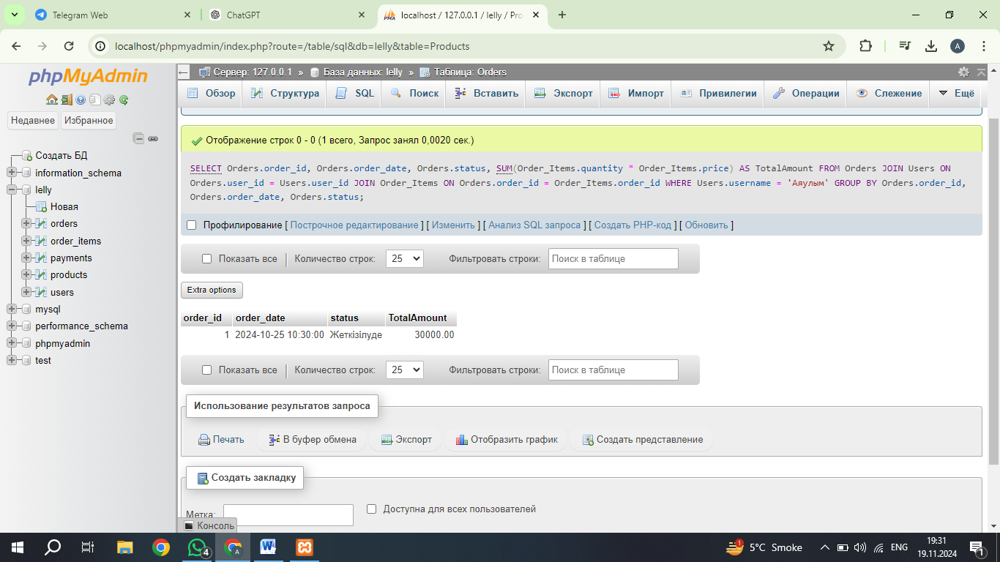 Telegram Web
ChatGPT
localhost / 127.0.0.1 / lelly / Pro
localhost/phpmyadmin/index.php?route=/table/sql&db=lelly&table=Products
A
phpMyAdmin
Недавнее Избранное
Создать БД
information_schema
lelly
Новая
orders
order_items
payments
products
users
mysql
performance_schema
phpmyadmin
test
Сервер: 127.0.0.1 » База данных: lelly » Таблица: Orders
Обзор Структура SQL Поиск Вставить Экспорт Импорт Привилегии Операции Слежение Ещё
Отображение строк 0 - 0 (1 всего, Запрос занял 0,0020 сек.)
SELECT Orders.order_id, Orders.order_date, Orders.status, SUM(Order_Items.quantity * Order_Items.price) AS TotalAmount FROM Orders JOIN Users ON
Orders.user_id = Users.user_id JOIN Order_Items ON Orders.order_id = Order_Items.order_id WHERE Users.username = 'Аяулым' GROUP BY Orders.order_id,
Orders.order_date, Orders.status;
Профилирование [ Построчное редактирование ] [ Изменить ] [ Анализ SQL запроса ] [ Создать PHP-код ] [ Обновить ]
Показать все | Количество строк: 25 Фильтровать строки: Поиск в таблице
Extra options
order_id order_date status TotalAmount
1 2024-10-25 10:30:00 Жеткізілуде 30000.00
Показать все | Количество строк: 25 Фильтровать строки: Поиск в таблице
Использование результатов запроса
Печать В буфер обмена Экспорт Отобразить график Создать представление
Создать закладку
Метка: Доступна для всех пользователей
Консоль
4 A 1 5°C Smoke ENG 19:31
19.11.2024 1